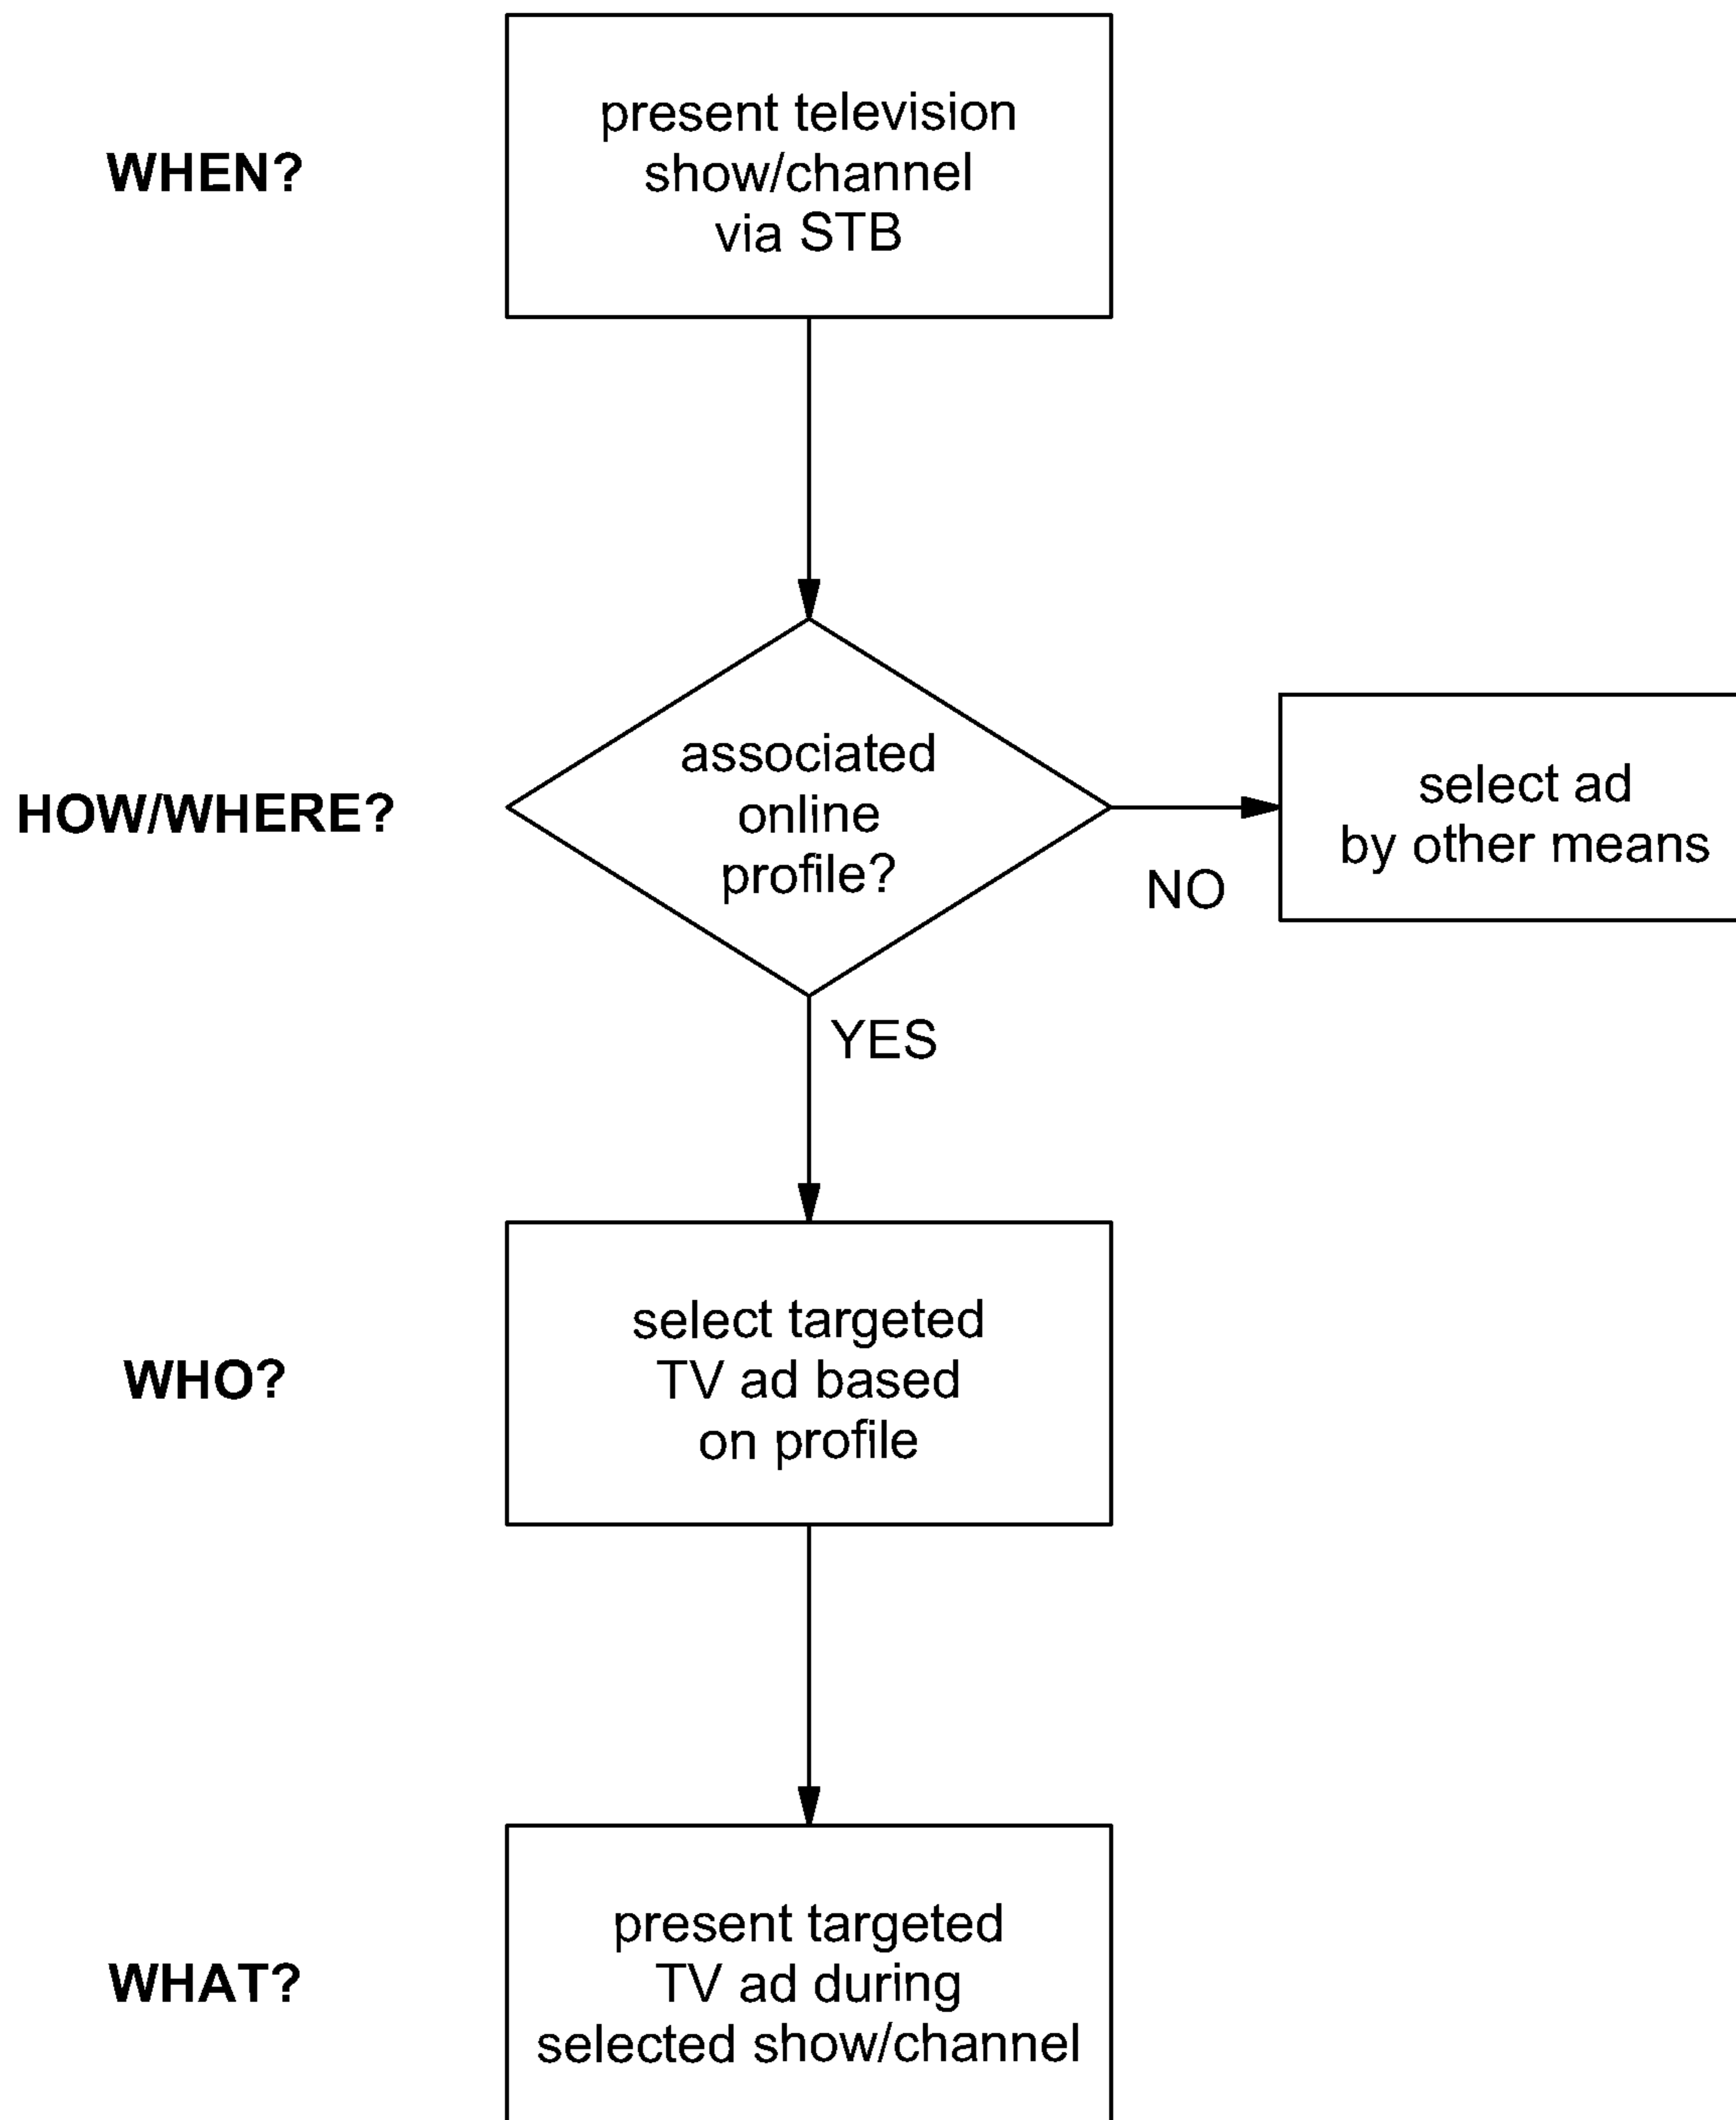 WHEN?
present television
show/channel
via STB
HOW/WHERE?
associated
online
profile?
NO
select ad
by other means
YES
WHO?
select targeted
TV ad based
on profile
WHAT?
present targeted
TV ad during
selected show/channel